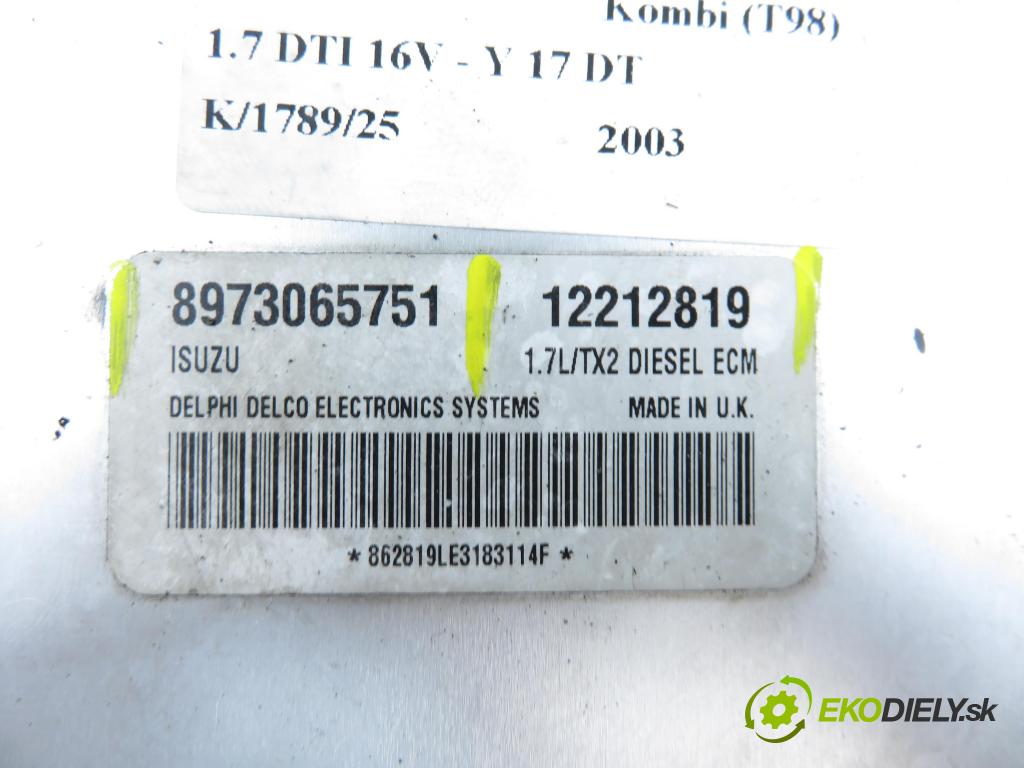 Kombi (T98)
1.7 DTI 16V - Y 17 DT
K/1789/25 2003
8973065751 12212819
ISUZU 1.7L/TX2 DIESEL ECM
DELPHI DELCO ELECTRONICS SYSTEMS MADE IN U.K.
* 862819LE3183114F *
EKODIELY.sk